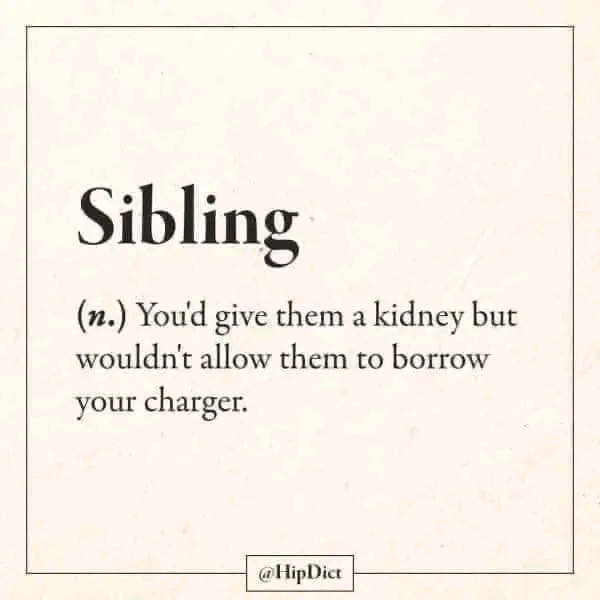 Sibling
(n.) You'd give them a kidney but
wouldn't allow them to borrow
your charger.
@HipDict